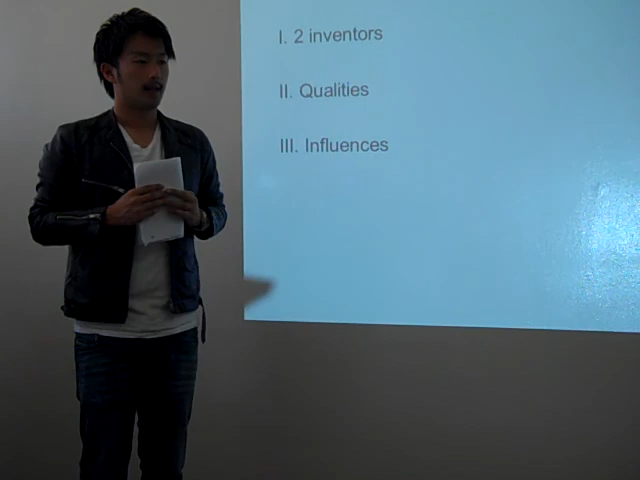 I. 2 inventors
II. Qualities
III. Influences